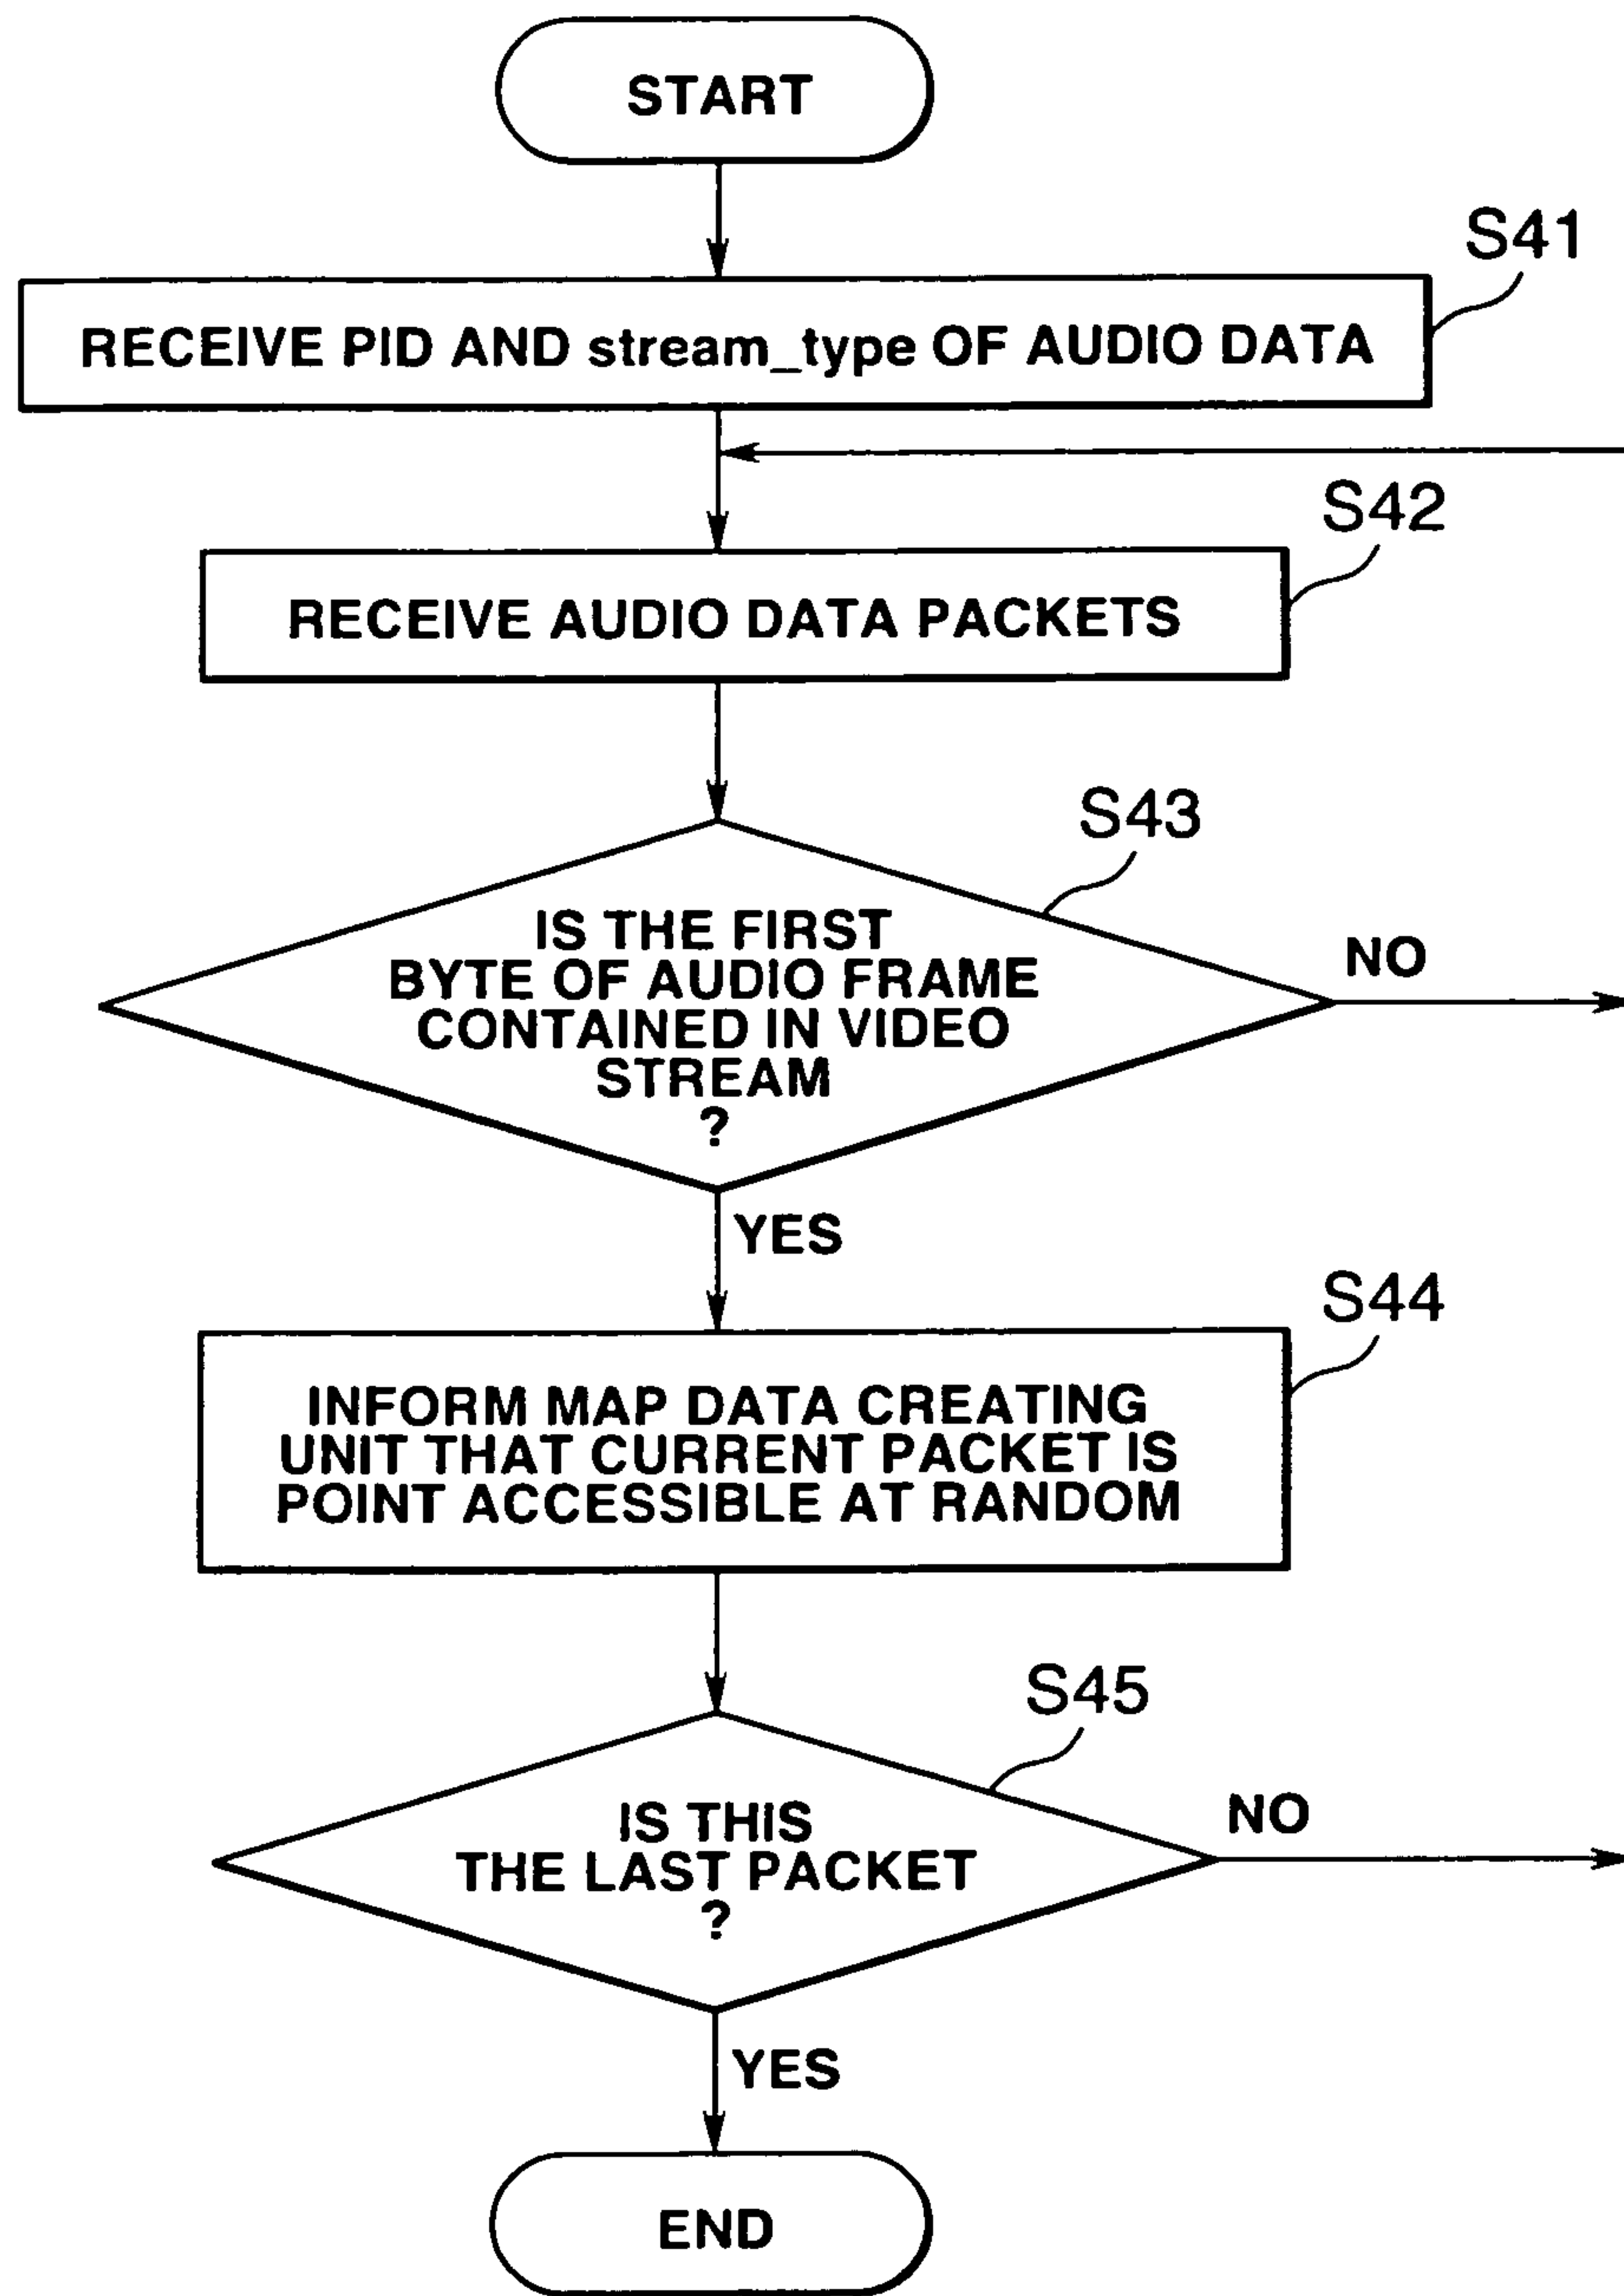 START
S41
RECEIVE PID AND stream_type OF AUDIO DATA
S42
RECEIVE AUDIO DATA PACKETS
S43
IS THE FIRST
BYTE OF AUDIO FRAME
CONTAINED IN VIDEO
STREAM
?
NO
YES
S44
INFORM MAP DATA CREATING
UNIT THAT CURRENT PACKET IS
POINT ACCESSIBLE AT RANDOM
S45
IS THIS
THE LAST PACKET
?
NO
YES
END